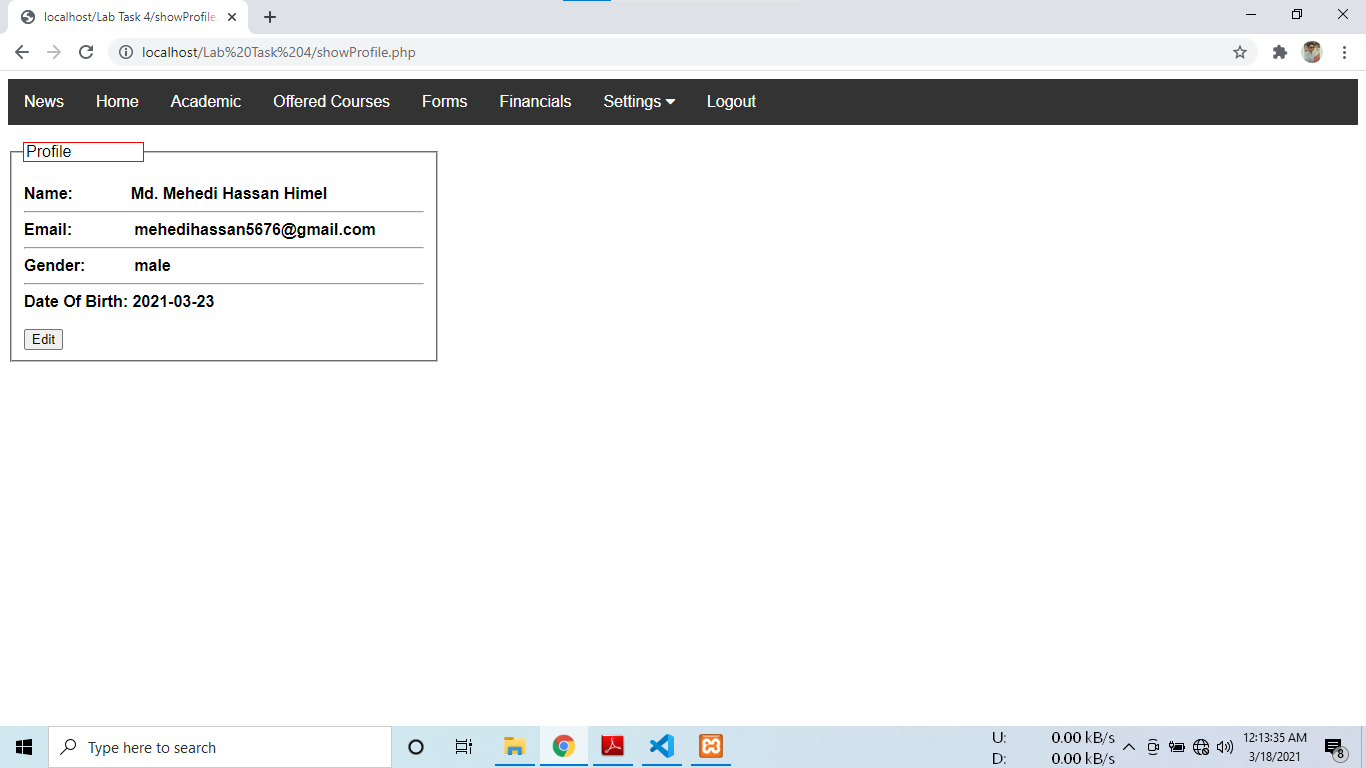 localhost/Lab Task 4/showProfile
localhost/Lab%20Task%204/showProfile.php
News Home Academic Offered Courses Forms Financials Settings Logout
Profile
Name: Md. Mehedi Hassan Himel
Email: mehedihassan5676@gmail.com
Gender: male
Date Of Birth: 2021-03-23
Edit
Type here to search
U: 0.00 kB/s
D: 0.00 kB/s
12:13:35 AM
3/18/2021
8